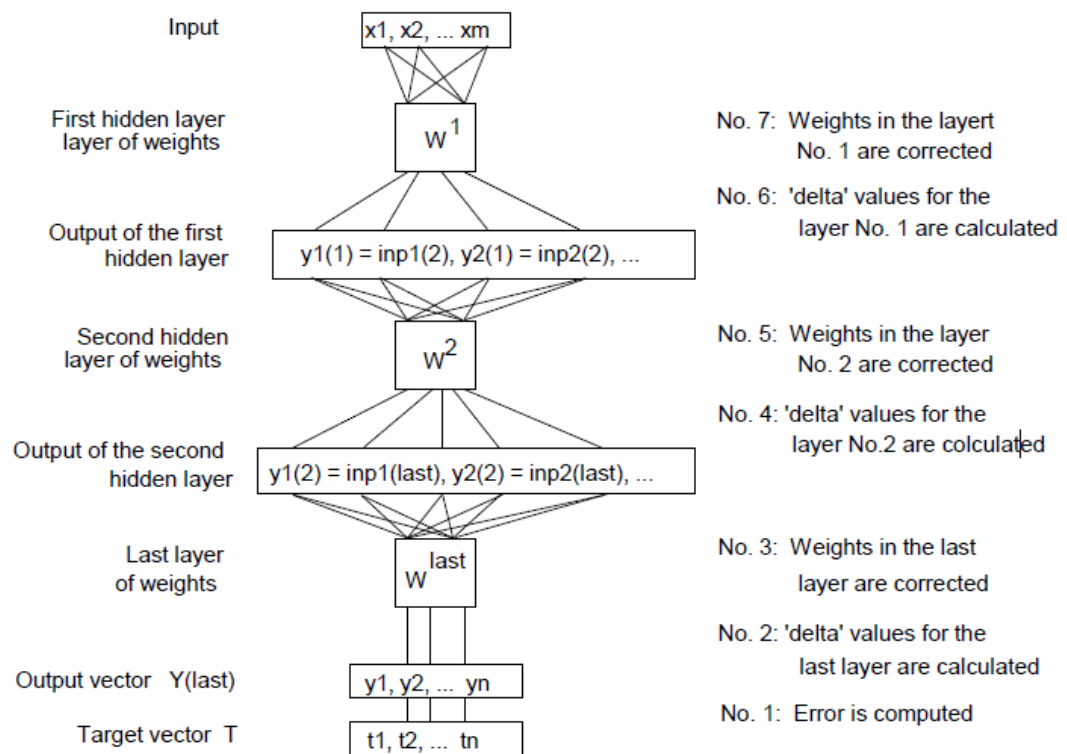 Input
x1, x2, ... xm
First hidden layer
layer of weights
W1
No. 7: Weights in the layert
No. 1 are corrected
No. 6: 'delta' values for the
layer No. 1 are calculated
Output of the first
hidden layer
y1(1) = inp1(2), y2(1) = inp2(2), ...
Second hidden
layer of weights
W2
No. 5: Weights in the layer
No. 2 are corrected
No. 4: 'delta' values for the
layer No.2 are colculated
Output of the second
hidden layer
y1(2) = inp1(last), y2(2) = inp2(last), ...
Last layer
of weights
W last
No. 3: Weights in the last
layer are corrected
No. 2: 'delta' values for the
last layer are calculated
Output vector Y(last)
y1, y2, ... yn
No. 1: Error is computed
Target vector T
t1, t2, ... tn